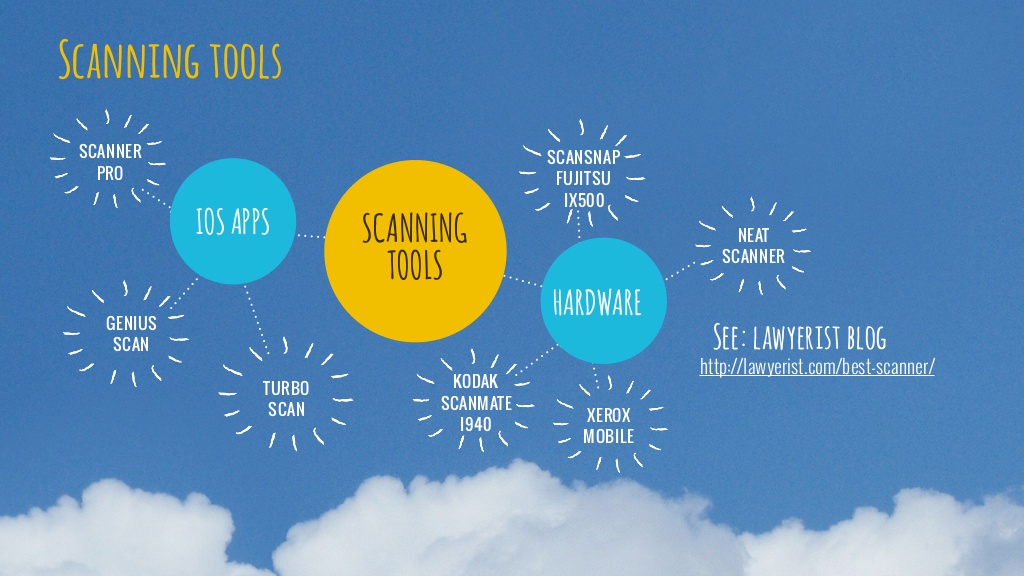 Scanning tools
SCANNER
PRO
IOS APPS
GENIUS
SCAN
TURBO
SCAN
SCANNING
TOOLS
SCANSNAP
FUJITSU
IX500
HARDWARE
NEAT
SCANNER
KODAK
SCANMATE
I940
XEROX
MOBILE
See: lawyerist blog
http://lawyerist.com/best-scanner/